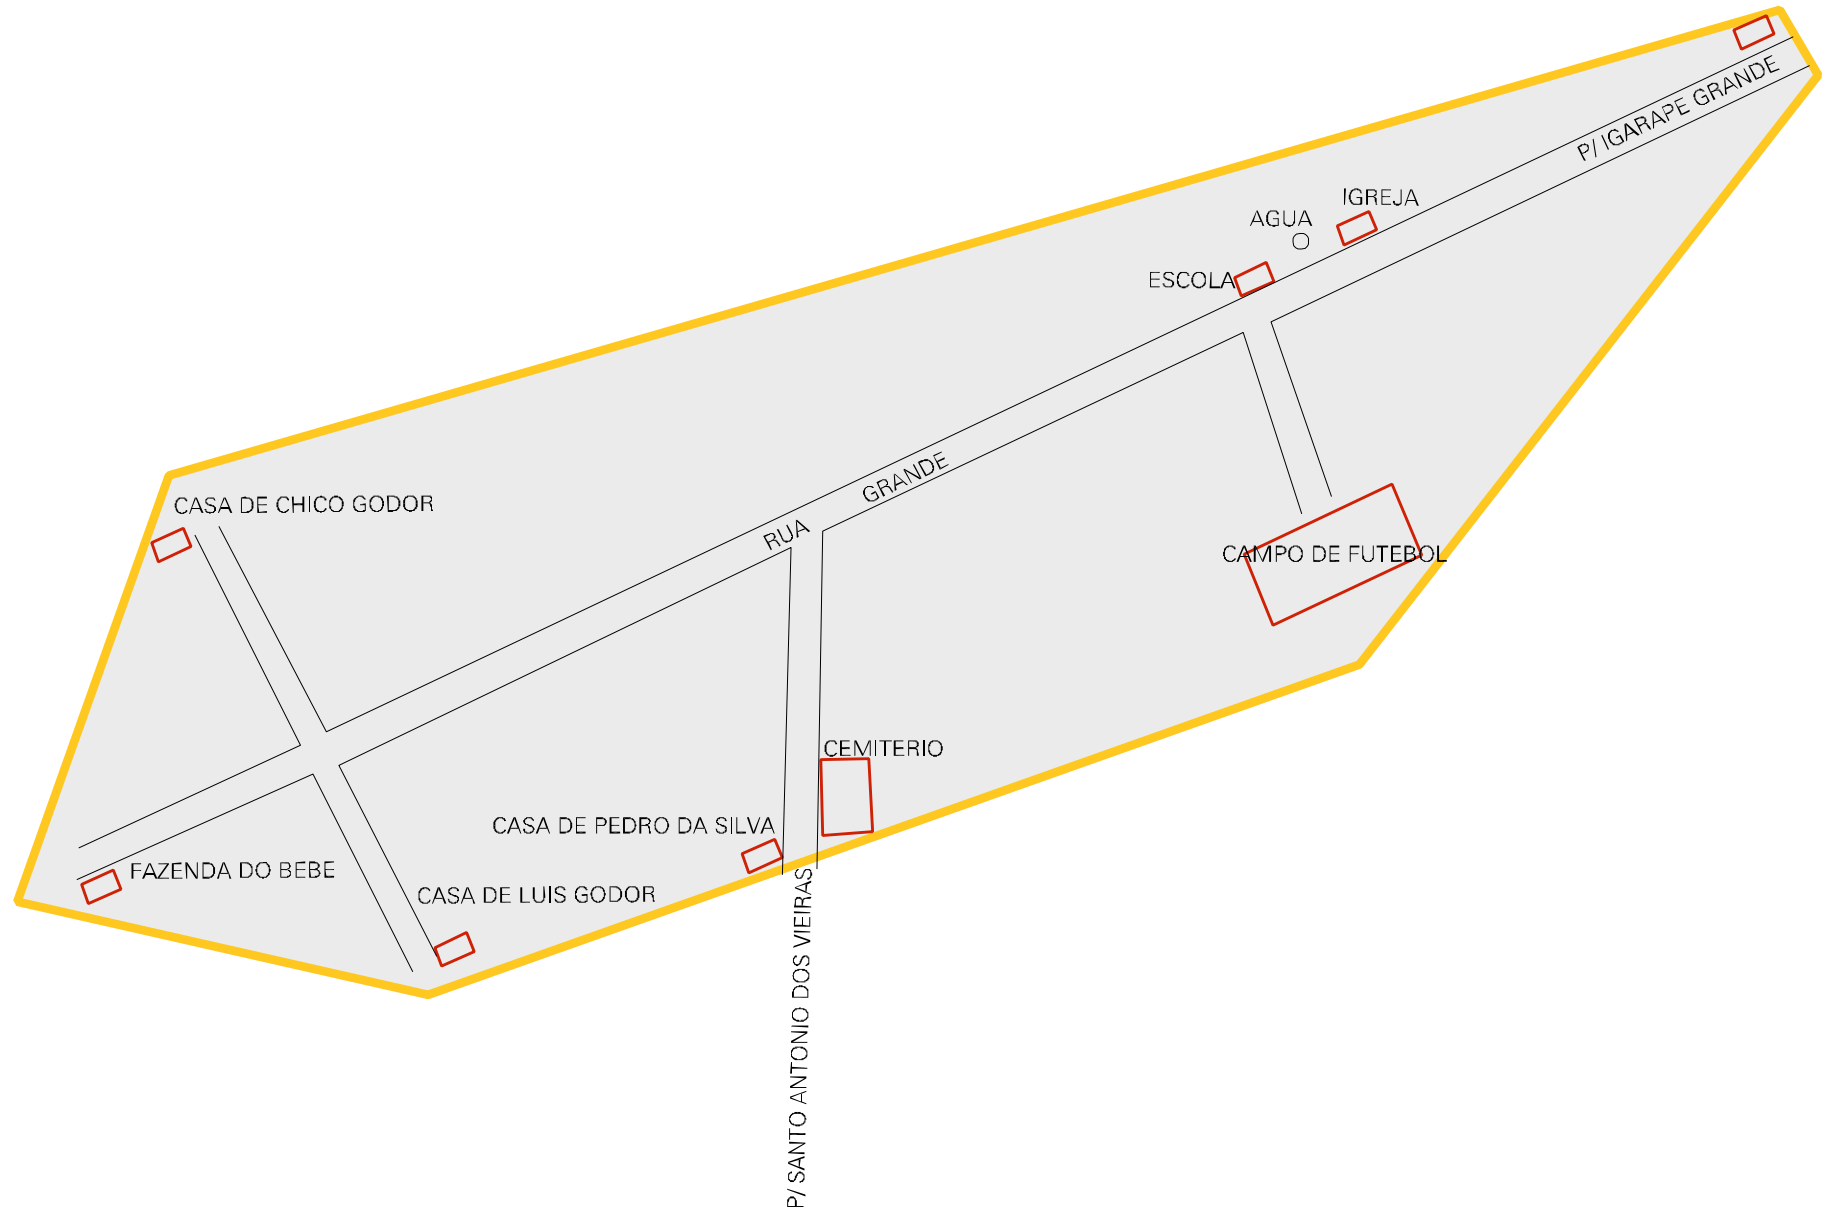 P/ IGARAPE GRANDE
IGREJA
AGUA
ESCOLA
RUA GRANDE
CASA DE CHICO GODOR
CAMPO DE FUTEBOL
CEMITERIO
CASA DE PEDRO DA SILVA
FAZENDA DO BEBE
CASA DE LUIS GODOR
P/ SANTO ANTONIO DOS VIEIRAS